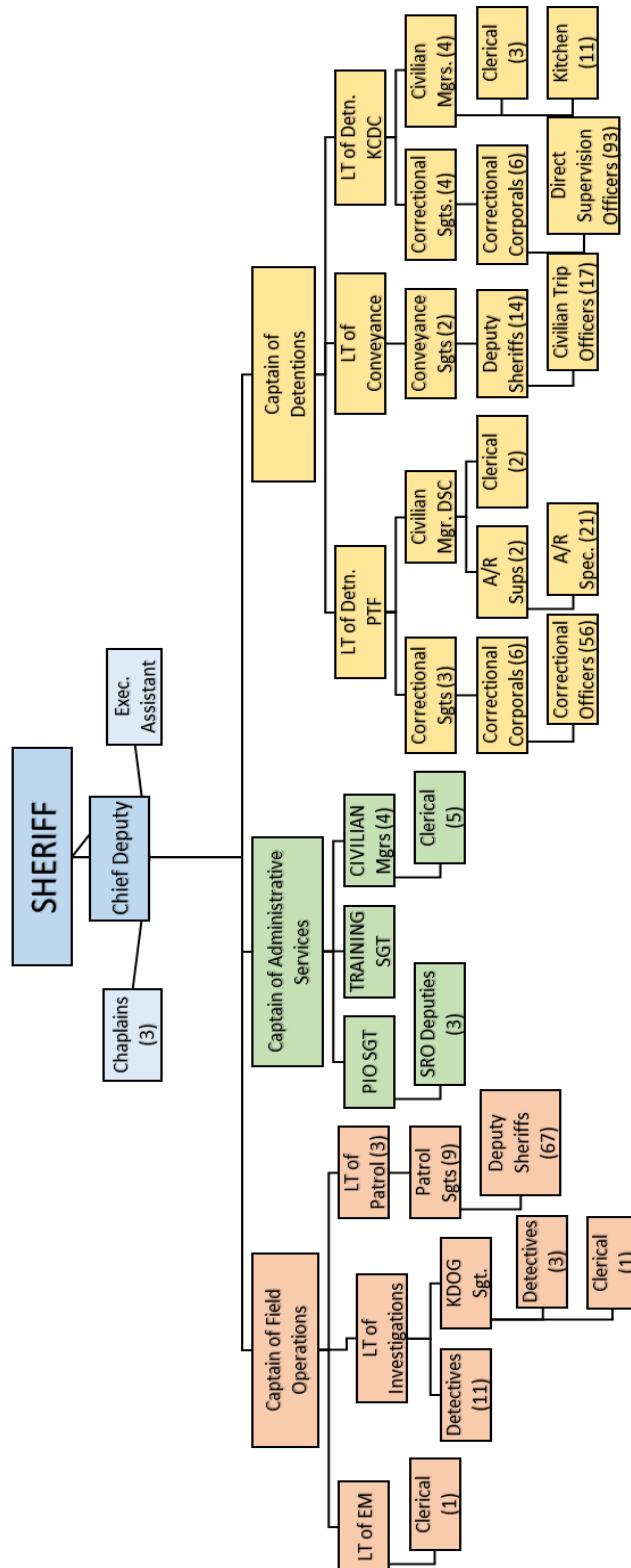 SHERIFF
Chief Deputy
Chaplains
(3)
Exec.
Assistant
Captain of Field
Operations
LT of EM
Clerical
(1)
LT of
Investigations
Detectives
(11)
KDOG
Sgt.
Detectives
(3)
Clerical
(1)
LT of
Patrol (3)
Patrol
Sgts (9)
Deputy
Sheriffs
(67)
Captain of Administrative
Services
PIO SGT
SRO Deputies
(3)
TRAINING
SGT
CIVILIAN
Mgrs (4)
Clerical
(5)
Captain of
Detentions
LT of Detn.
PTF
Correctional
Sgts (3)
Correctional
Corporals (6)
Correctional
Officers (56)
Civilian
Mgr. DSC
A/R
Sups (2)
A/R
Spec. (21)
Clerical
(2)
LT of
Conveyance
Conveyance
Sgts (2)
Deputy
Sheriffs (14)
Civilian Trip
Officers (17)
LT of Detn.
KCDC
Correctional
Sgts. (4)
Correctional
Corporals (6)
Direct
Supervision
Officers (93)
Civilian
Mgrs. (4)
Clerical
(3)
Kitchen
(11)